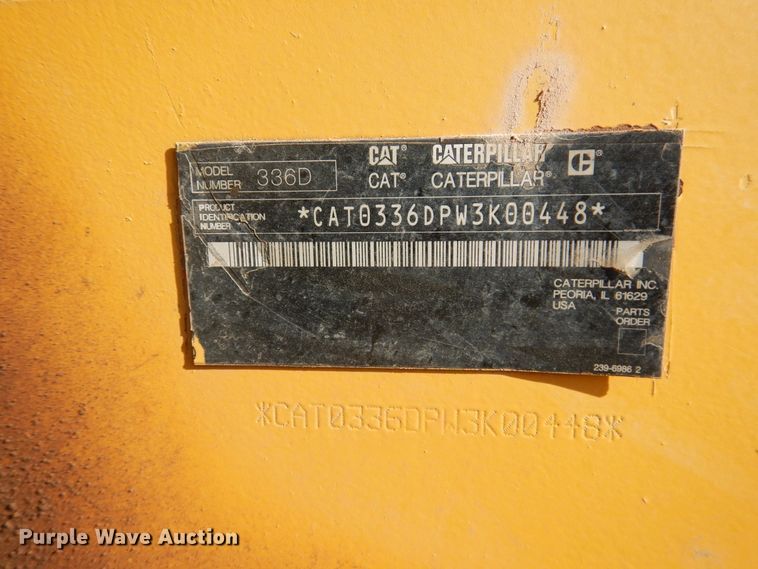 CAT® CATERPILLAR C®
MODEL NUMBER 336D
CAT® CATERPILLAR®
PRODUCT IDENTIFICATION NUMBER *CAT0336DPW3K00448*
CATERPILLAR INC.
PEORIA, IL 61629
USA
PARTS
ORDER
239-6986 2
*CAT0336DPW3K00448*
Purple Wave Auction®